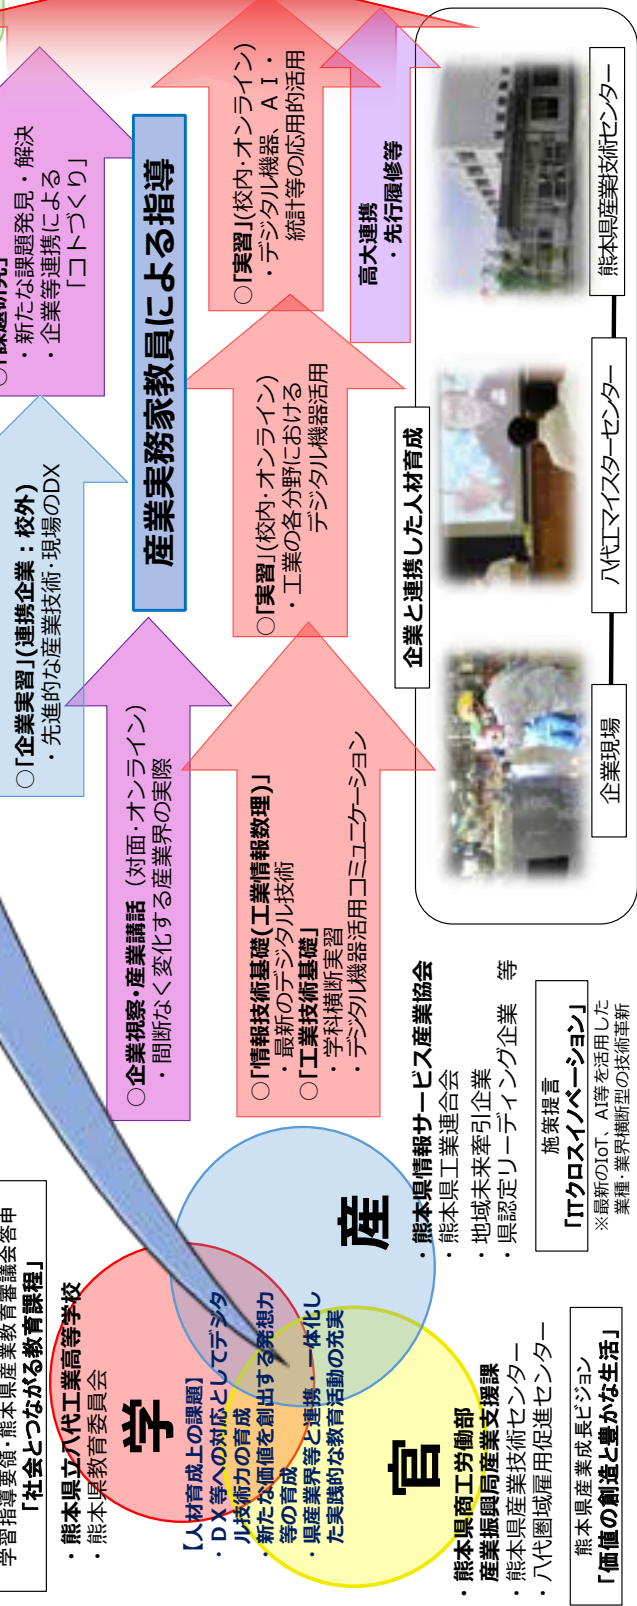 学習指導要領・熊本県産業教育審議会答申
「社会とつながる教育課程」
・熊本県立八代工業高等学校
・熊本県教育委員会
学
【人材育成上の課題】
・DX等への対応としてデジタ
ル技術力の育成
・新たな価値を創出する発想力
等の育成
・県産業界等と連携・一体化し
た実践的な教育活動の充実
産
官
・熊本県商工労働部
産業振興局産業支援課
・熊本県産業技術センター
・八代圏域雇用促進センター
熊本県産業成長ビジョン
「価値の創造と豊かな生活」
・熊本県情報サービス産業協会
・熊本県工業連合会
・地域未来牽引企業
・県認定リーディング企業 等
施策提言
「ITクロスイノベーション」
※最新のIoT、AI等を活用した
業種・業界横断型の技術革新
○「企業実習」(連携企業:校外)
・先進的な産業技術・現場のDX
○「課題研究」
・新たな課題発見・解決
・企業等連携による
「コトづくり」
○企業視察・産業講話(対面・オンライン)
・間断なく変化する産業界の実際
産業実務家教員による指導
○「情報技術基礎(工業情報数理)」
・最新のデジタル技術
○「工業技術基礎」
・学科横断実習
・デジタル機器活用コミュニケーション
○「実習」(校内・オンライン)
・工業の各分野における
デジタル機器活用
○「実習」(校内・オンライン)
・デジタル機器、AI・
統計等の応用的活用
高大連携
・先行履修等
企業と連携した人材育成
企業現場
八代工マイスターセンター
熊本県産業技術センター